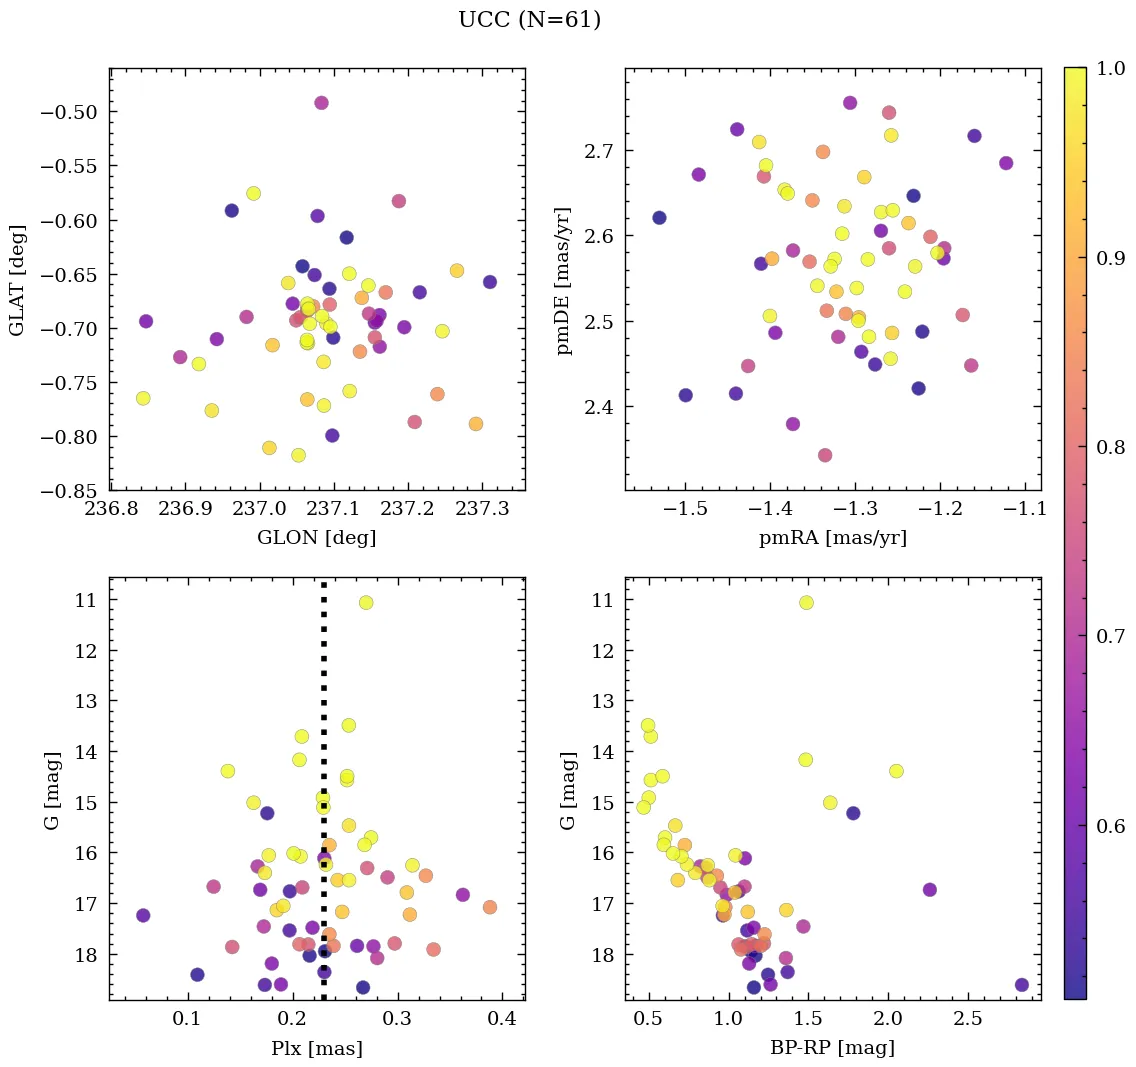 UCC (N=61)
−0.50
−0.55
−0.60
−0.65
−0.70
−0.75
−0.80
−0.85
GLAT [deg]
236.8 236.9 237.0 237.1 237.2 237.3
GLON [deg]
2.7
2.6
2.5
2.4
pmDE [mas/yr]
−1.5 −1.4 −1.3 −1.2 −1.1
pmRA [mas/yr]
11
12
13
14
15
16
17
18
G [mag]
0.1 0.2 0.3 0.4
Plx [mas]
11
12
13
14
15
16
17
18
G [mag]
0.5 1.0 1.5 2.0 2.5
BP-RP [mag]
1.0
0.9
0.8
0.7
0.6